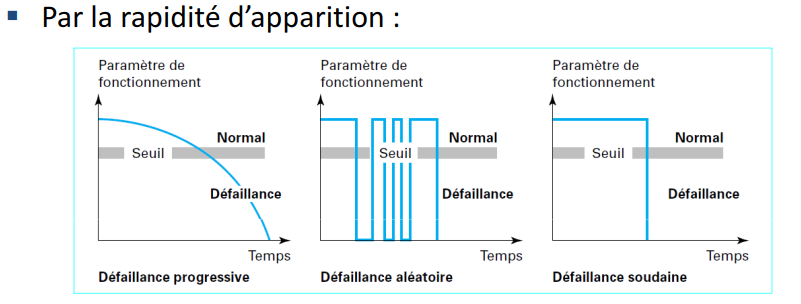 ▪ Par la rapidité d’apparition :
Paramètre de
fonctionnement
Normal
Seuil
Défaillance
Temps
Défaillance progressive
Paramètre de
fonctionnement
Normal
Seuil
Défaillance
Temps
Défaillance aléatoire
Paramètre de
fonctionnement
Normal
Seuil
Défaillance
Temps
Défaillance soudaine